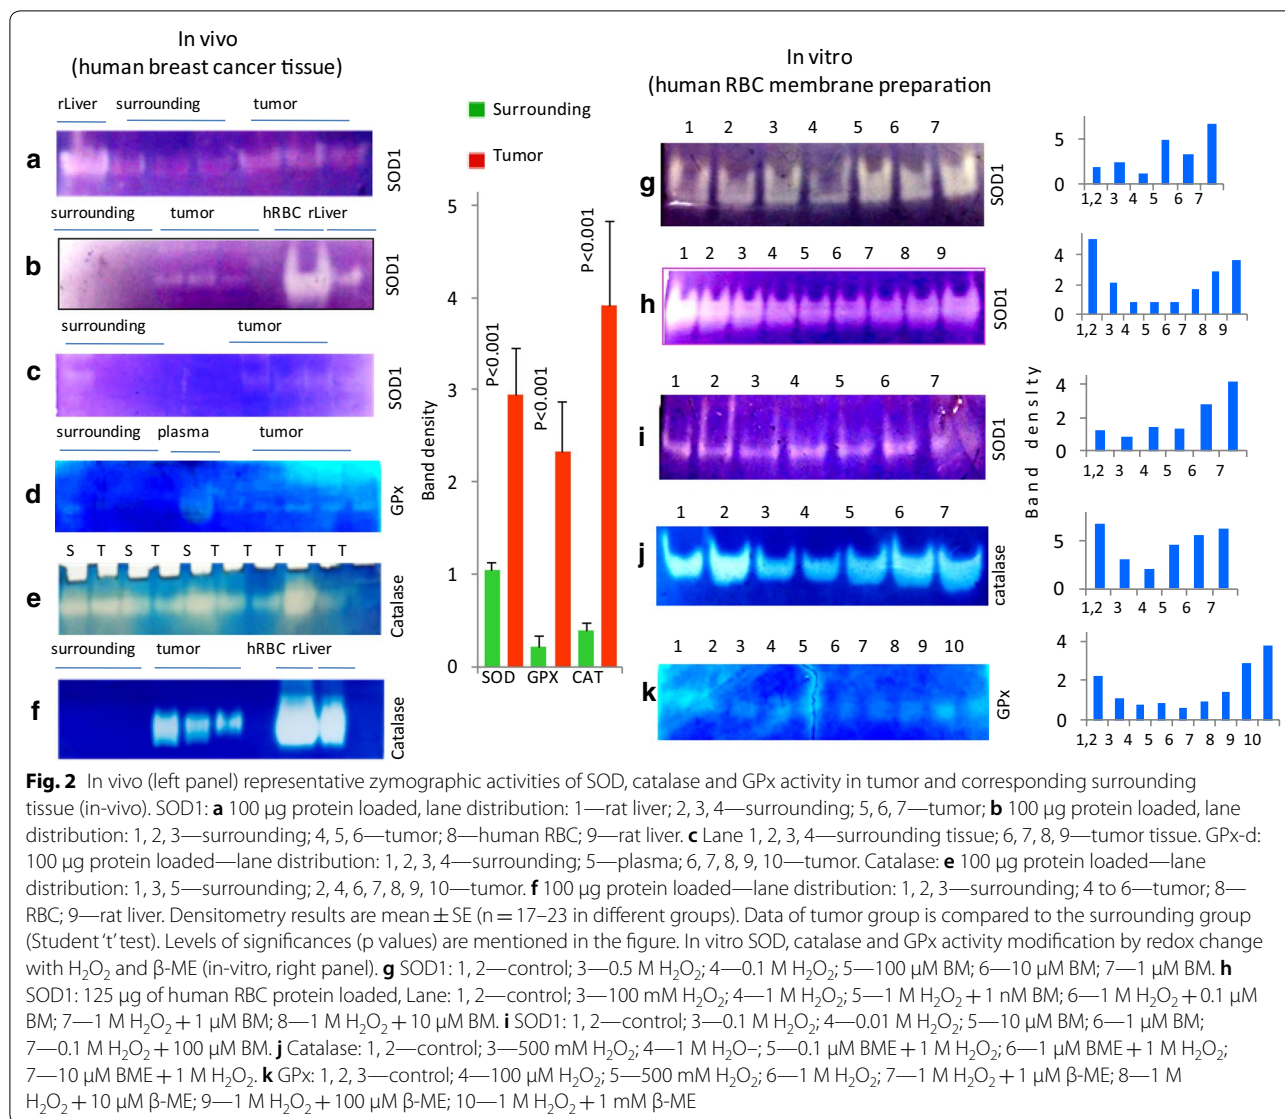 In vivo
(human breast cancer tissue)
rLiver surrounding tumor
a
SOD1
surrounding tumor hRBC rLiver
b
SOD1
surrounding tumor
c
SOD1
surrounding plasma tumor
d
GPx
S T S T S T T T T T
e
Catalase
surrounding tumor hRBC rLiver
f
Catalase
Surrounding
Tumor
Band density
5
4
3
2
1
0
P<0.001
P<0.001
P<0.001
SOD GPX CAT
In vitro
(human RBC membrane preparation
1 2 3 4 5 6 7
g
SOD1
1 2 3 4 5 6 7 8 9
h
SOD1
1 2 3 4 5 6 7
i
SOD1
1 2 3 4 5 6 7
j
catalase
1 2 3 4 5 6 7 8 9 10
k
GPx
Band density
5
0
1,2 3 4 5 6 7
4
2
0
1,2 3 4 5 6 7 8 9
4
2
0
1,2 3 4 5 6 7
5
0
1,2 3 4 5 6 7
4
2
0
1,2 3 4 5 6 7 8 9 10
Fig. 2 In vivo (left panel) representative zymographic activities of SOD, catalase and GPx activity in tumor and corresponding surrounding
tissue (in-vivo). SOD1: a 100 µg protein loaded, lane distribution: 1—rat liver; 2, 3, 4—surrounding; 5, 6, 7—tumor; b 100 µg protein loaded, lane
distribution: 1, 2, 3—surrounding; 4, 5, 6—tumor; 8—human RBC; 9—rat liver. c Lane 1, 2, 3, 4—surrounding tissue; 6, 7, 8, 9—tumor tissue. GPx-d:
100 µg protein loaded—lane distribution: 1, 2, 3, 4—surrounding; 5—plasma; 6, 7, 8, 9, 10—tumor. Catalase: e 100 µg protein loaded—lane
distribution: 1, 3, 5—surrounding; 2, 4, 6, 7, 8, 9, 10—tumor. f 100 µg protein loaded—lane distribution: 1, 2, 3—surrounding; 4 to 6—tumor; 8—
RBC; 9—rat liver. Densitometry results are mean ± SE (n = 17–23 in different groups). Data of tumor group is compared to the surrounding group
(Student 't' test). Levels of significances (p values) are mentioned in the figure. In vitro SOD, catalase and GPx activity modification by redox change
with H₂O₂ and β-ME (in-vitro, right panel). g SOD1: 1, 2—control; 3—0.5 M H₂O₂; 4—0.1 M H₂O₂; 5—100 µM BM; 6—10 µM BM; 7—1 µM BM. h
SOD1: 125 µg of human RBC protein loaded, Lane: 1, 2—control; 3—100 mM H₂O₂; 4—1 M H₂O₂; 5—1 M H₂O₂ + 1 nM BM; 6—1 M H₂O₂ + 0.1 µM
BM; 7—1 M H₂O₂ + 1 µM BM; 8—1 M H₂O₂ + 10 µM BM. i SOD1: 1, 2—control; 3—0.1 M H₂O₂; 4—0.01 M H₂O₂; 5—10 µM BM; 6—1 µM BM;
7—0.1 M H₂O₂ + 100 µM BM. j Catalase: 1, 2—control; 3—500 mM H₂O₂; 4—1 M H₂O–; 5—0.1 µM BME + 1 M H₂O₂; 6—1 µM BME + 1 M H₂O₂;
7—10 µM BME + 1 M H₂O₂. k GPx: 1, 2, 3—control; 4—100 µM H₂O₂; 5—500 mM H₂O₂; 6—1 M H₂O₂; 7—1 M H₂O₂ + 1 µM β-ME; 8—1 M
H₂O₂ + 10 µM β-ME; 9—1 M H₂O₂ + 100 µM β-ME; 10—1 M H₂O₂ + 1 mM β-ME